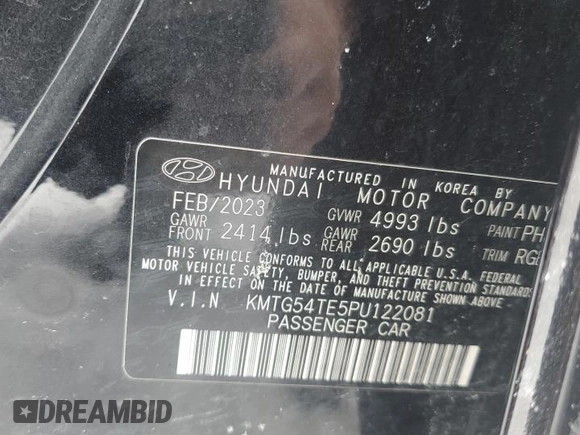 MANUFACTURED IN KOREA BY
HYUNDAI MOTOR COMPANY
FEB/2023 GVWR 4993 lbs PAINT PH
GAWR FRONT 2414 lbs GAWR REAR 2690 lbs TRIM RG
THIS VEHICLE CONFORMS TO ALL APPLICABLE U.S.A. FEDERAL
MOTOR VEHICLE SAFETY, BUMPER, AND THEFT PREVENTION STANDARDS
IN EFFECT ON THE DATE OF MANUFACTURE SHOWN ABOVE.
V.I.N KMTG54TE5PU122081
PASSENGER CAR
DREAMBID